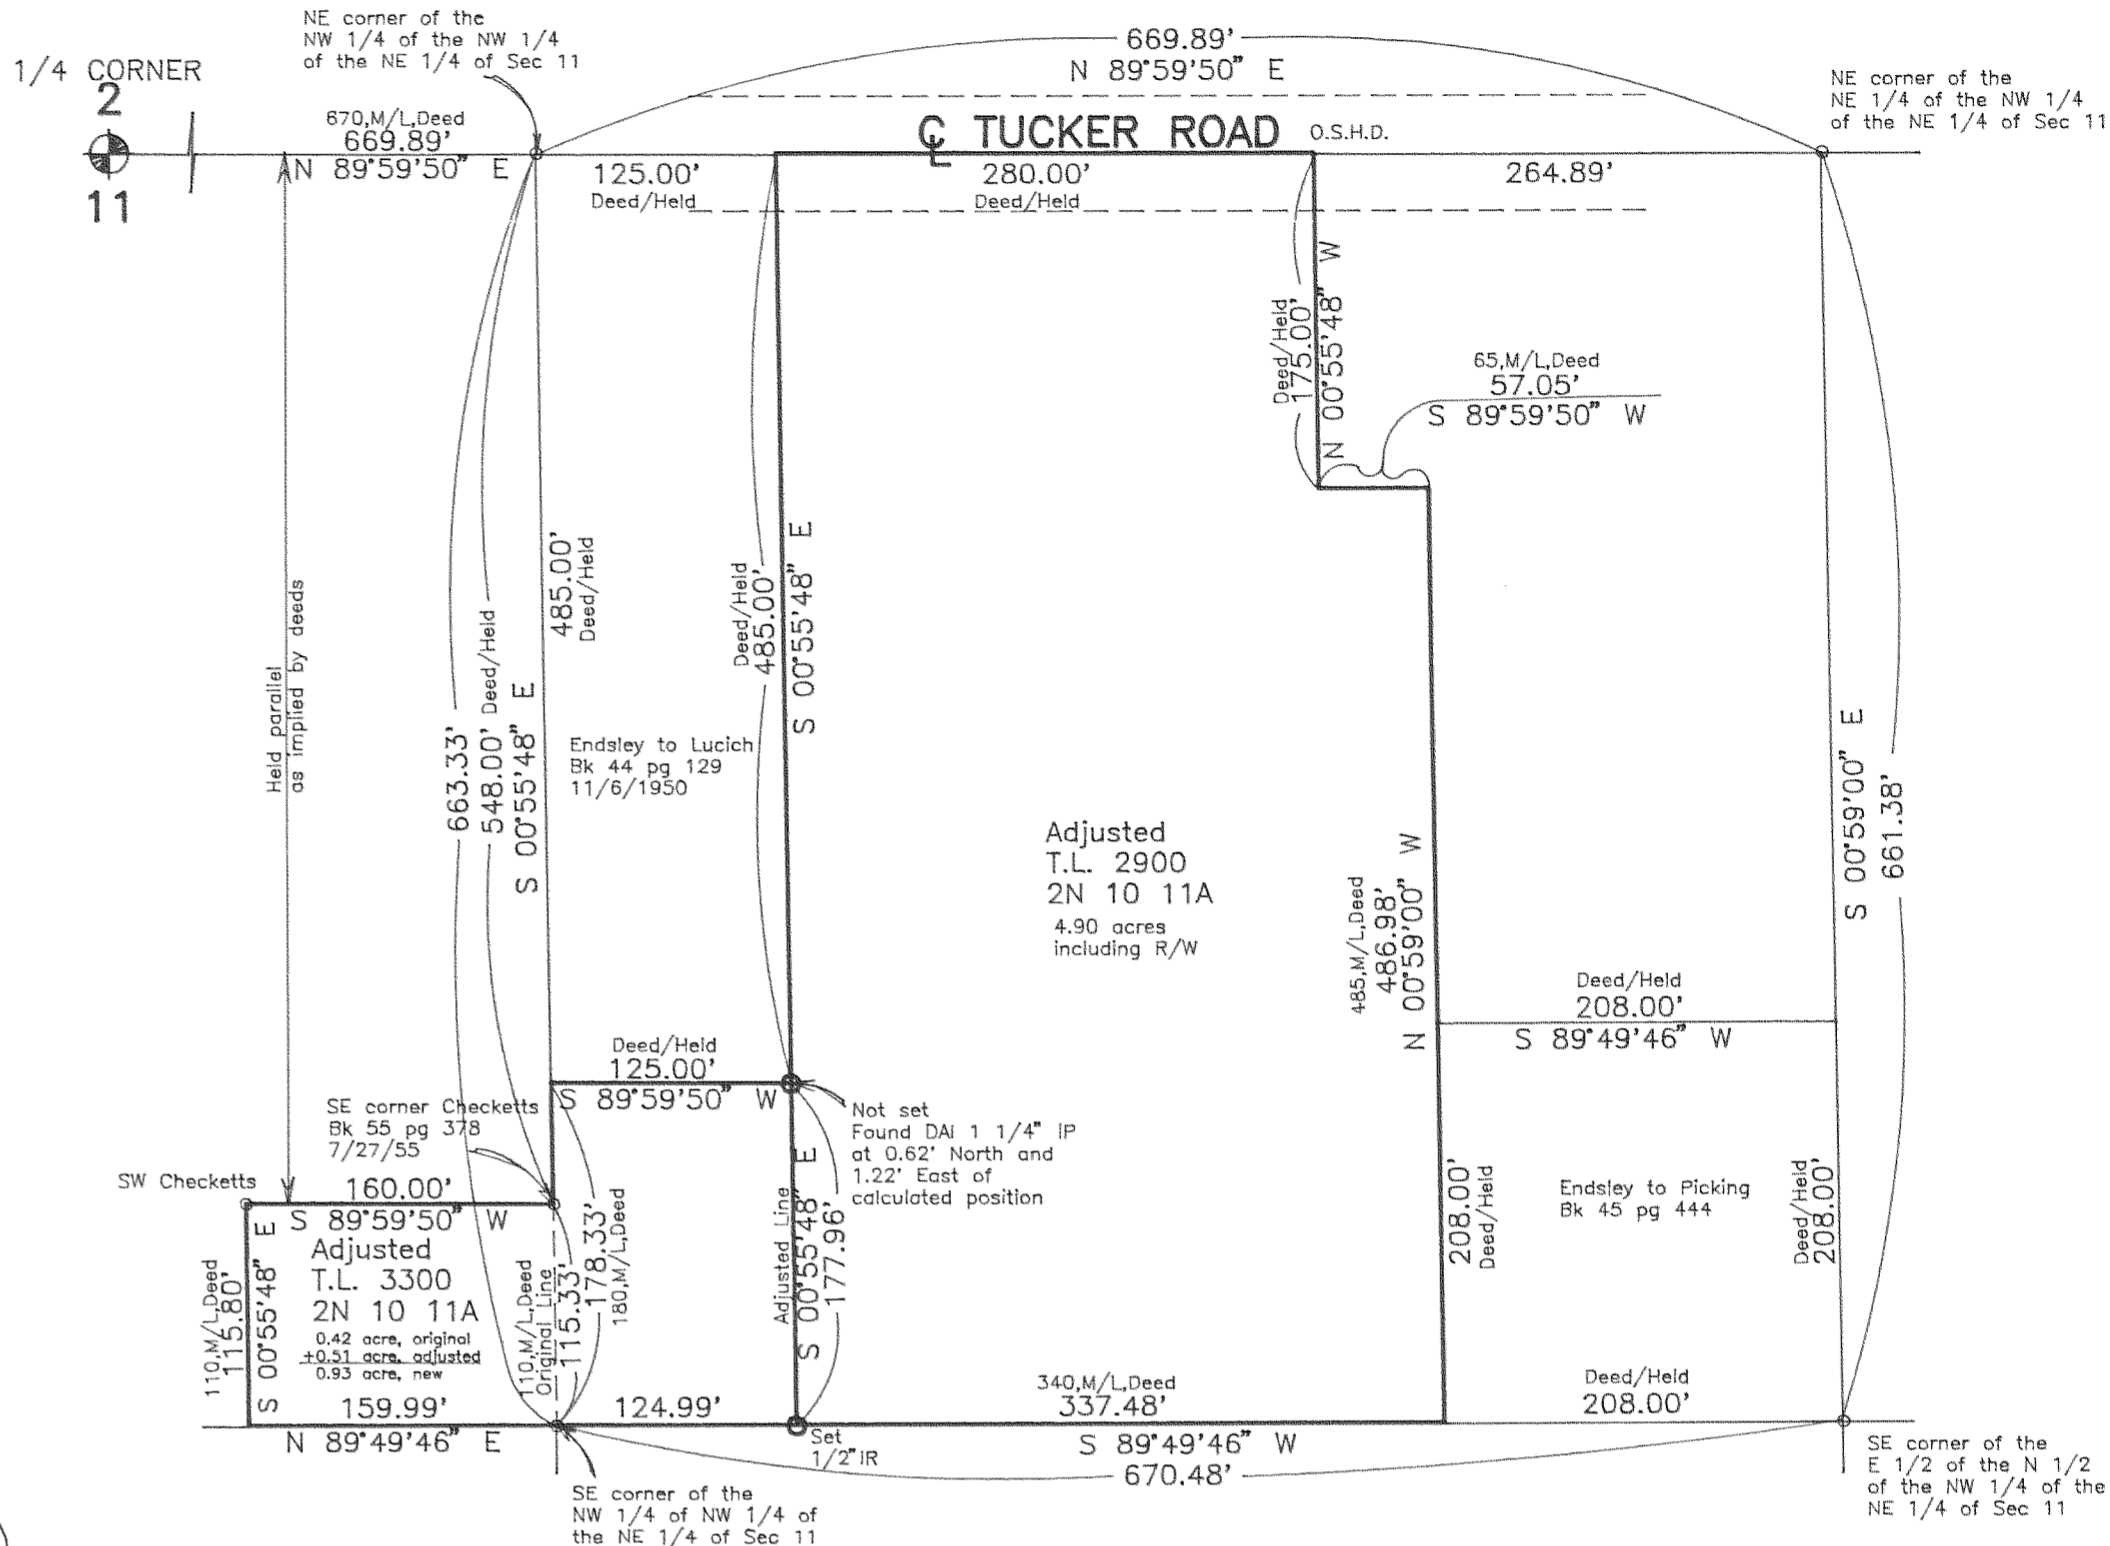 NE corner of the
NW 1/4 of the NW 1/4
of the NE 1/4 of Sec 11
669.89'
N 89°59'50" E
1/4 CORNER
2
11
NE corner of the
NE 1/4 of the NW 1/4
of the NE 1/4 of Sec 11
670,M/L,Deed
669.89'
N 89°59'50" E
℄ TUCKER ROAD O.S.H.D.
125.00'
Deed/Held
280.00'
Deed/Held
264.89'
Deed/Held
175.00'
N 00°55'48" W
65,M/L,Deed
57.05'
S 89°59'50" W
Held parallel
as implied by deeds
663.33'
548.00' Deed/Held
S 00°55'48" E
485.00'
Deed/Held
Deed/Held
485.00'
S 00°55'48" E
Endsley to Lucich
Bk 44 pg 129
11/6/1950
Adjusted
T.L. 2900
2N 10 11A
4.90 acres
including R/W
485,M/L,Deed
486.98'
N 00°59'00" W
S 00°59'00" E
661.38'
Deed/Held
208.00'
S 89°49'46" W
Deed/Held
125.00'
S 89°59'50" W
Not set
Found DAI 1 1/4" IP
at 0.62' North and
1.22' East of
calculated position
SE corner Checketts
Bk 55 pg 378
7/27/55
SW Checketts
160.00'
S 89°59'50" W
Adjusted
T.L. 3300
2N 10 11A
0.42 acre, original
+0.51 acre, adjusted
0.93 acre, new
110,M/L,Deed
115.80'
S 00°55'48" E
110,M/L,Deed
Original Line
115.33'
178.33'
180,M/L,Deed
Adjusted Line
S 00°55'48" E
177.96'
208.00'
Deed/Held
Endsley to Picking
Bk 45 pg 444
Deed/Held
208.00'
159.99'
N 89°49'46" E
124.99'
Set
1/2"IR
340,M/L,Deed
337.48'
S 89°49'46" W
670.48'
Deed/Held
208.00'
SE corner of the
NW 1/4 of NW 1/4 of
the NE 1/4 of Sec 11
SE corner of the
E 1/2 of the N 1/2
of the NW 1/4 of the
NE 1/4 of Sec 11